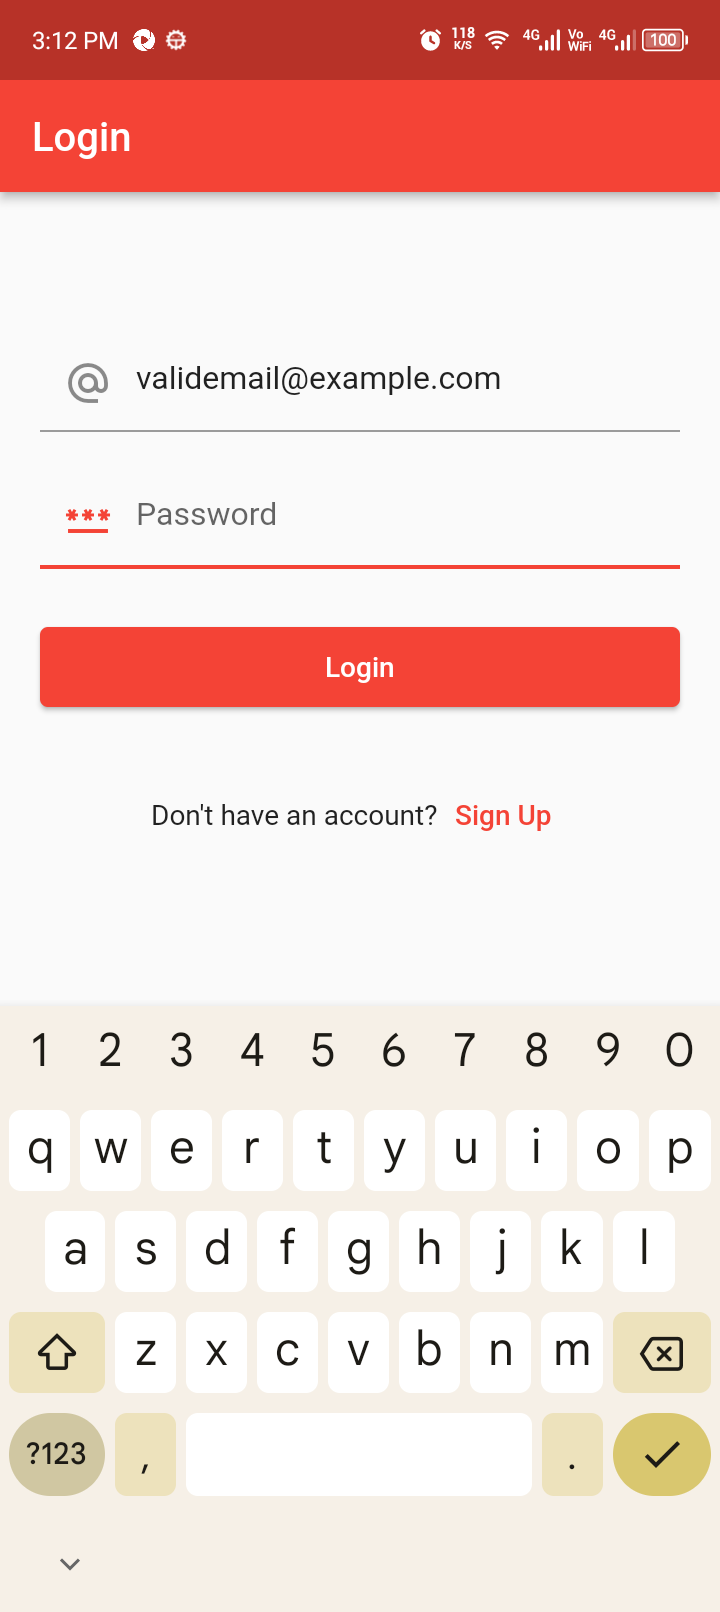 3:12 PM 118 K/S 4G Vo WiFi 4G 100
Login
validemail@example.com
*** Password
Login
Don't have an account? Sign Up
1 2 3 4 5 6 7 8 9 0
q w e r t y u i o p
a s d f g h j k l
z x c v b n m
?123 , .